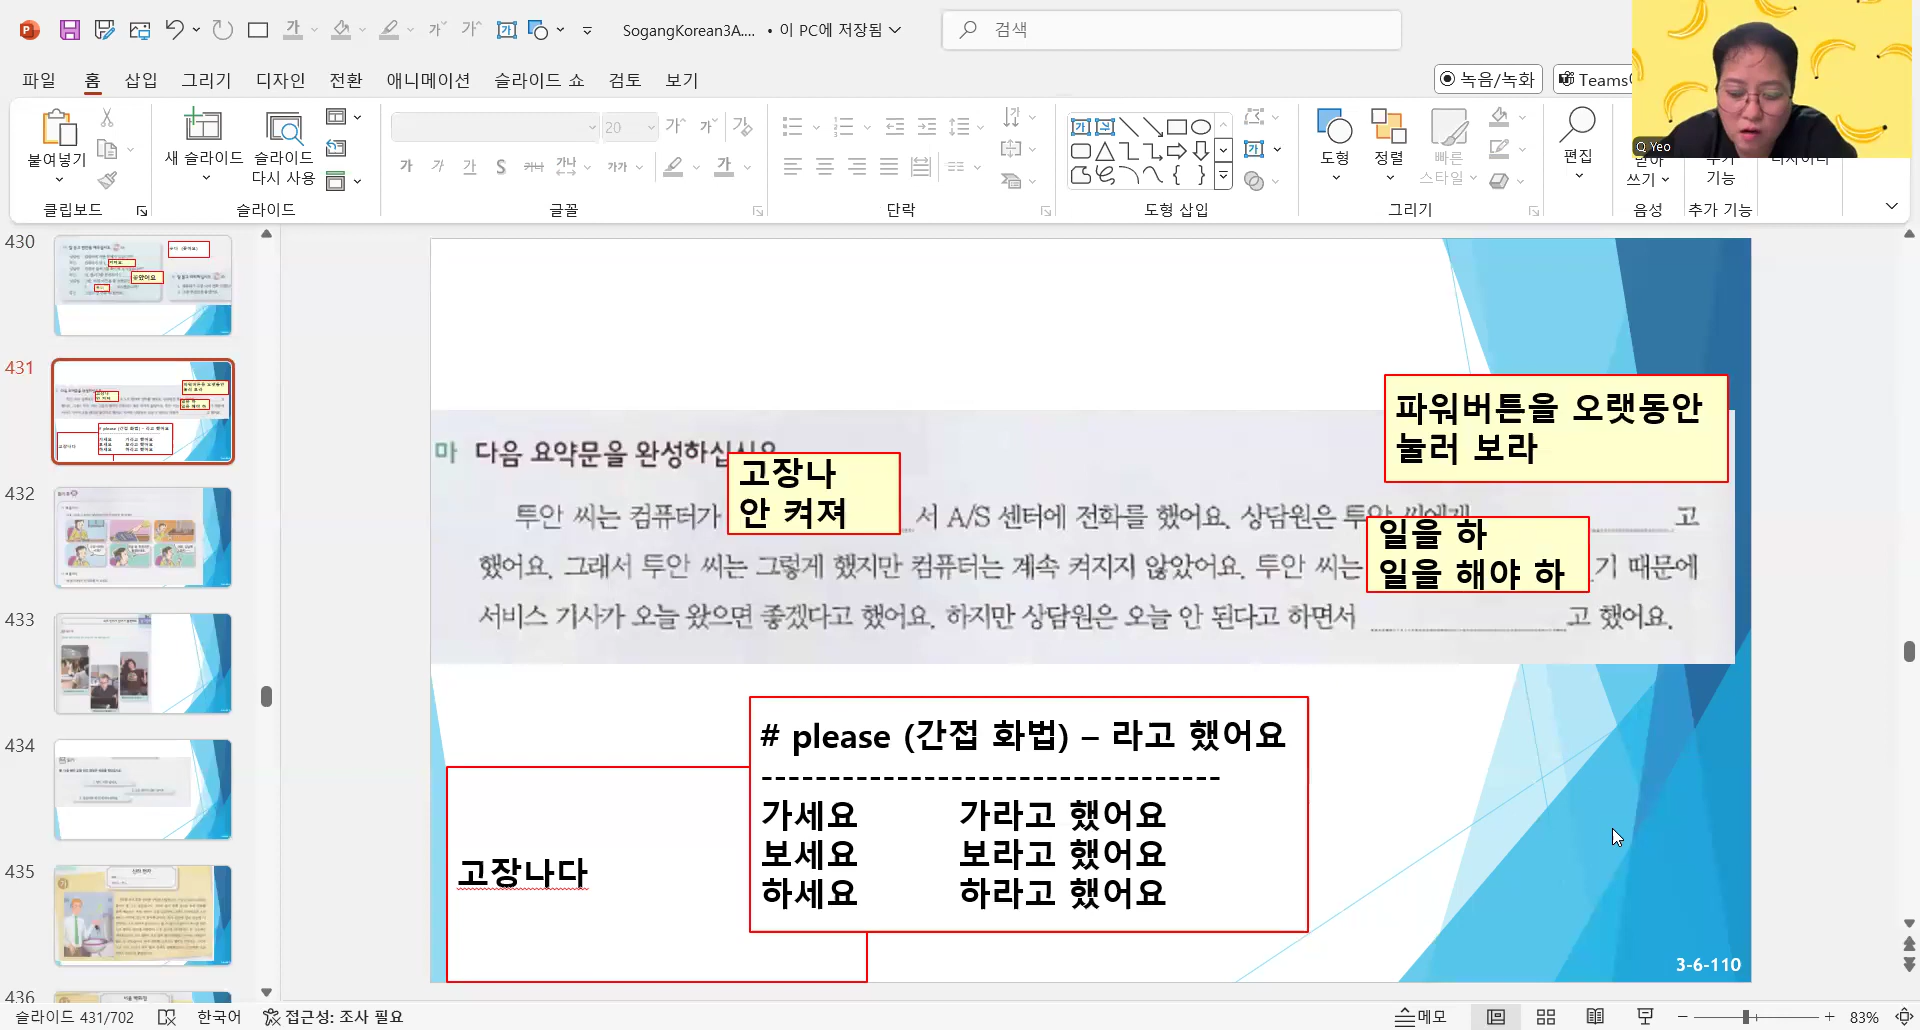 SogangKorean3A.... • 이 PC에 저장됨
검색
파일 홈 삽입 그리기 디자인 전환 애니메이션 슬라이드 쇼 검토 보기
녹음/녹화
Teams
붙여넣기
새 슬라이드
슬라이드 다시 사용
20
가 가 가 S 가나
도형
정렬
빠른 스타일
편집
쓰기
기능
클립보드
슬라이드
글꼴
단락
도형 삽입
그리기
음성
추가 기능
Q Yeo
430
431
432
433
434
435
436
파워버튼을 오랫동안
눌러 보라
마 다음 요약문을 완성하십시오
고장나
안 켜져
투안 씨는 컴퓨터가 서 A/S 센터에 전화를 했어요. 상담원은 투안 씨에게 고
일을 하
일을 해야 하
했어요. 그래서 투안 씨는 그렇게 했지만 컴퓨터는 계속 켜지지 않았어요. 투안 씨는 기 때문에
서비스 기사가 오늘 왔으면 좋겠다고 했어요. 하지만 상담원은 오늘 안 된다고 하면서 고 했어요.
# please (간접 화법) – 라고 했어요
----------------------------------
가세요 가라고 했어요
보세요 보라고 했어요
하세요 하라고 했어요
고장나다
3-6-110
슬라이드 431/702 한국어 접근성: 조사 필요
메모
83%